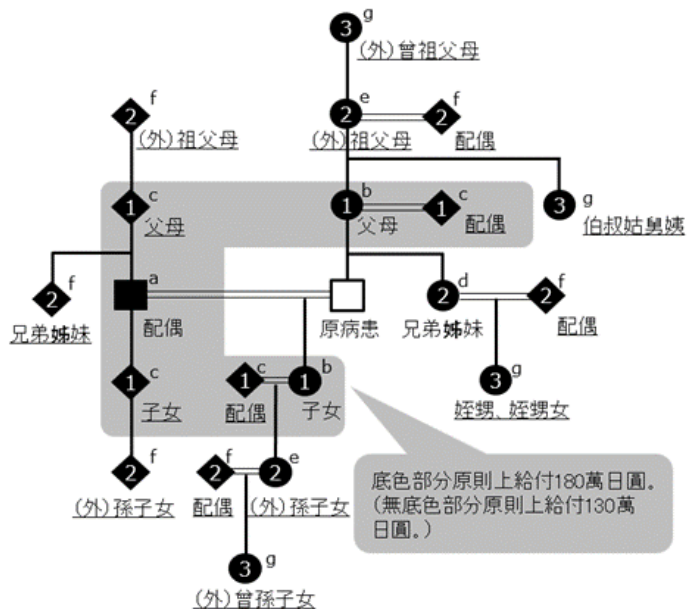 3 g
(外)曾祖父母
2 f
(外)祖父母
2 e
(外)祖父母
2 f
配偶
1 c
父母
1 b
父母
1 c
配偶
3 g
伯叔姑舅姨
2 f
兄弟姊妹
a
配偶
原病患
2 d
兄弟姊妹
2 f
配偶
1 c
子女
1 c
配偶
1 b
子女
3 g
姪甥、姪甥女
2 f
(外)孫子女
2 f
配偶
2 e
(外)孫子女
3 g
(外)曾孫子女
底色部分原則上給付180萬日圓。
(無底色部分原則上給付130萬
日圓。)